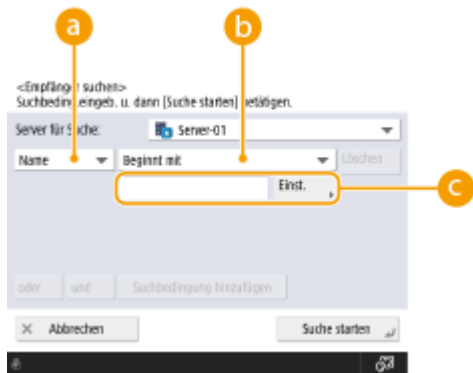 a
b
<Empfänger suchen>
Suchbeding.eingeb. u. dann [Suche starten] betätigen.
Server für Suche: Server-01
Name Beginnt mit Löschen
Einst.
c
oder und Suchbedingung hinzufügen
Abbrechen Suche starten